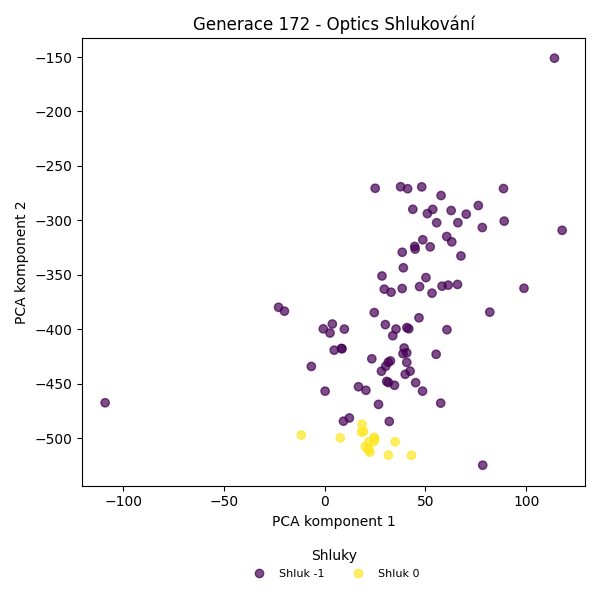 Generace 172 - Optics Shlukování
PCA komponent 2
−150
−200
−250
−300
−350
−400
−450
−500
−100
−50
0
50
100
PCA komponent 1
Shluky
Shluk -1
Shluk 0